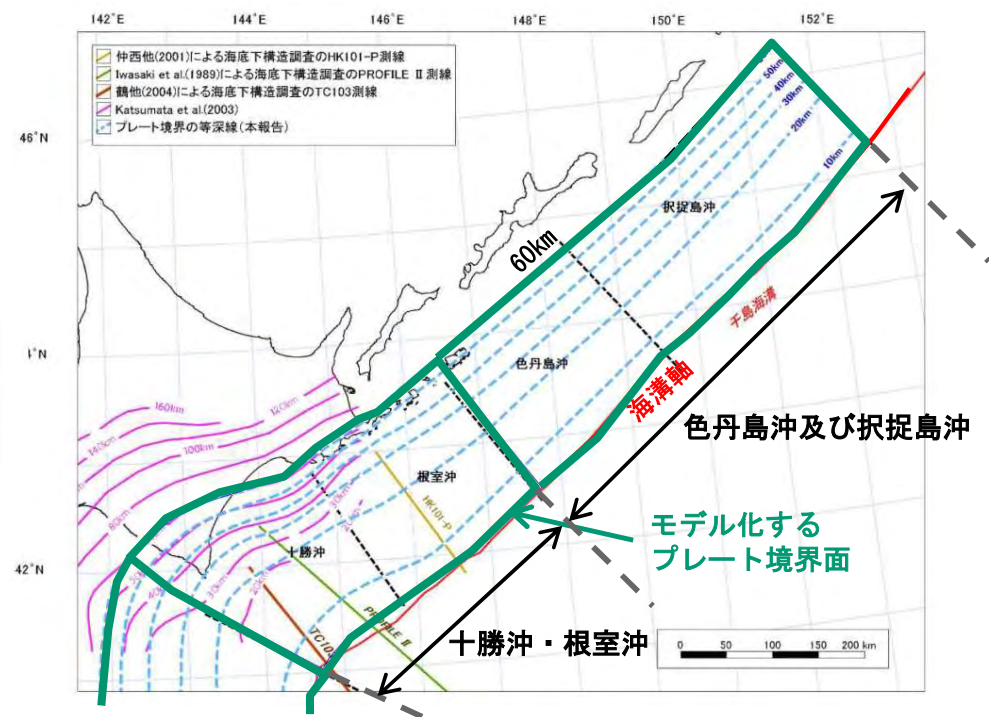 142°E
144°E
146°E
148°E
150°E
152°E
仲西他(2001)による海底下構造調査のHK101-P測線
Iwasaki et al.(1989)による海底下構造調査のPROFILE Ⅱ測線
鶴他(2004)による海底下構造調査のTC103測線
Katsumata et al.(2003)
プレート境界の等深線(本報告)
50km
40km
30km
20km
10km
46°N
択捉島沖
60km
千島海溝
色丹島沖
1°N
海溝軸
160km
120km
140km
100km
色丹島沖及び択捉島沖
根室沖
80km
30km
HK101-P
モデル化する
プレート境界面
十勝沖
42°N
30km
20km
PROFILE Ⅱ
十勝沖・根室沖
TC103
0 50 100 150 200 km